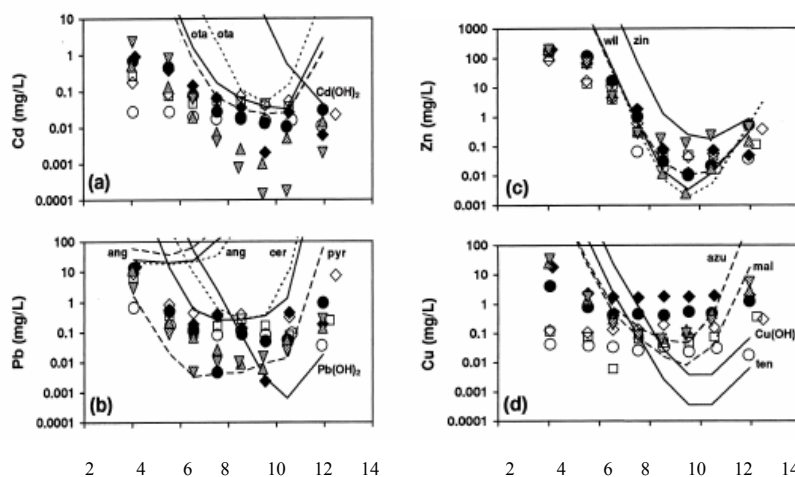 10
1
0.1
0.01
0.001
0.0001
Cd (mg/L)
ota ota
Cd(OH)2
(a)
1000
100
10
1
0.1
0.01
0.001
Zn (mg/L)
wil zin
(c)
100
10
1
0.1
0.01
0.001
0.0001
Pb (mg/L)
ang ang cer pyr
Pb(OH)2
(b)
100
10
1
0.1
0.01
0.001
0.0001
Cu (mg/L)
azu
mal
Cu(OH)
ten
(d)
2 4 6 8 10 12 14
2 4 6 8 10 12 14